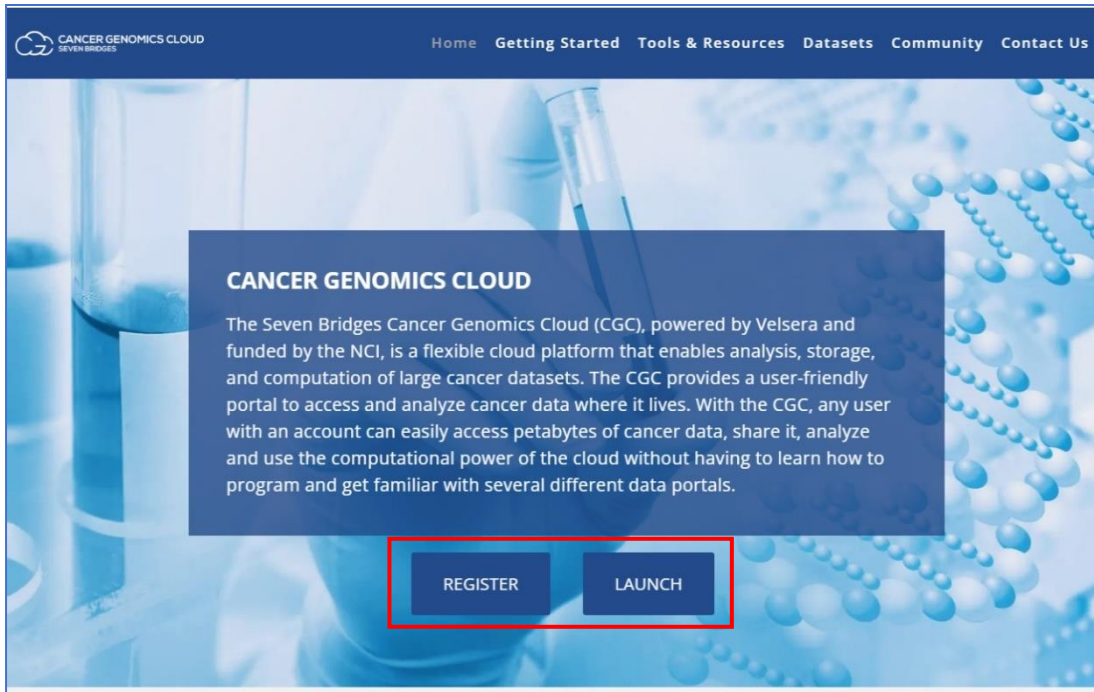 CANCER GENOMICS CLOUD
SEVEN BRIDGES
Home Getting Started Tools & Resources Datasets Community Contact Us
CANCER GENOMICS CLOUD
The Seven Bridges Cancer Genomics Cloud (CGC), powered by Velsera and
funded by the NCI, is a flexible cloud platform that enables analysis, storage,
and computation of large cancer datasets. The CGC provides a user-friendly
portal to access and analyze cancer data where it lives. With the CGC, any user
with an account can easily access petabytes of cancer data, share it, analyze
and use the computational power of the cloud without having to learn how to
program and get familiar with several different data portals.
REGISTER LAUNCH